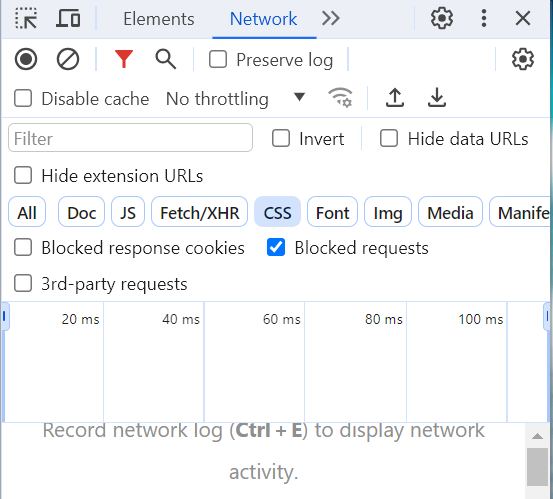 Elements Network
Preserve log
Disable cache No throttling
Filter Invert Hide data URLs
Hide extension URLs
All Doc JS Fetch/XHR CSS Font Img Media Manife
Blocked response cookies Blocked requests
3rd-party requests
20 ms 40 ms 60 ms 80 ms 100 ms
Record network log (Ctrl + E) to display network
activity.